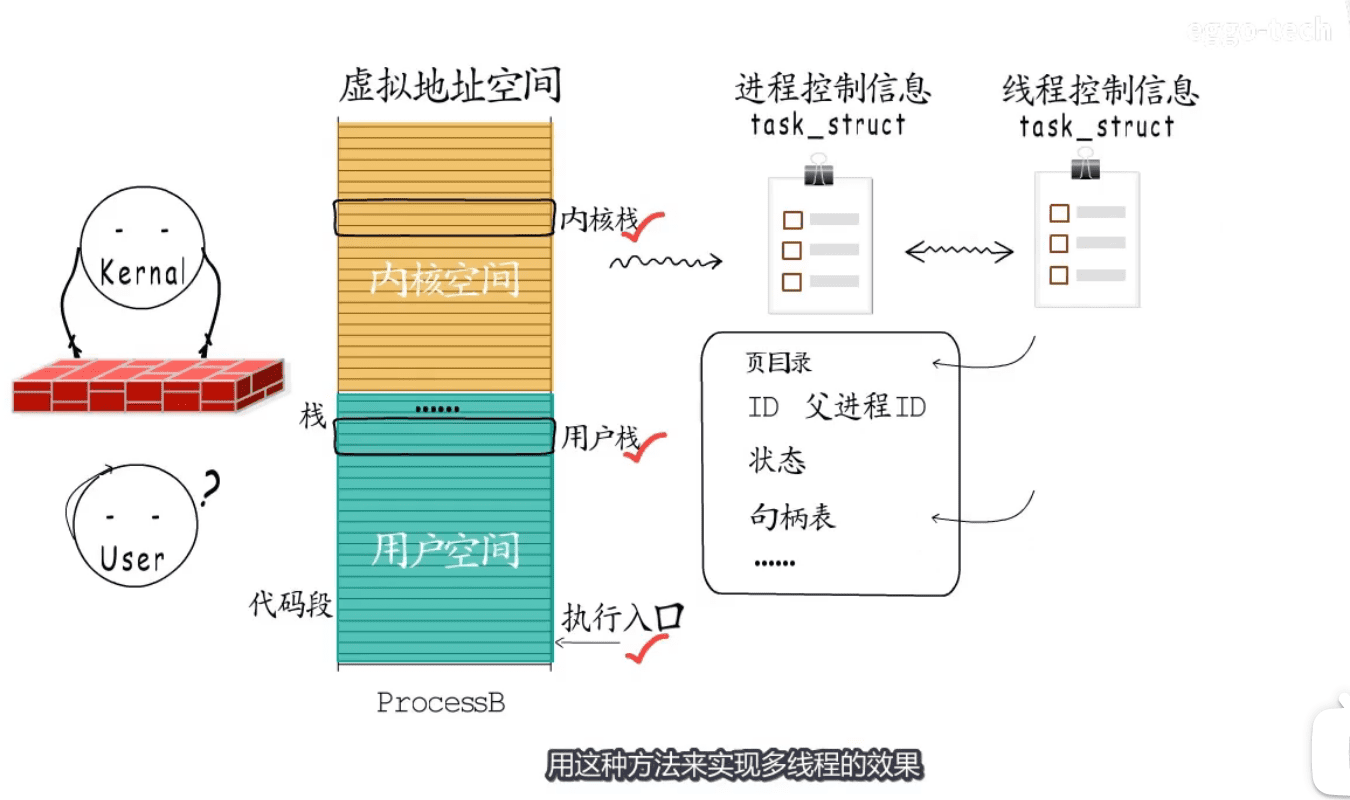 eggo-tech
虚拟地址空间
进程控制信息
task_struct
线程控制信息
task_struct
内核栈
Kernal
内核空间
页目录
ID 父进程ID
状态
句柄表
......
......
栈
用户栈
?
User
用户空间
代码段
执行入口
ProcessB
用这种方法来实现多线程的效果